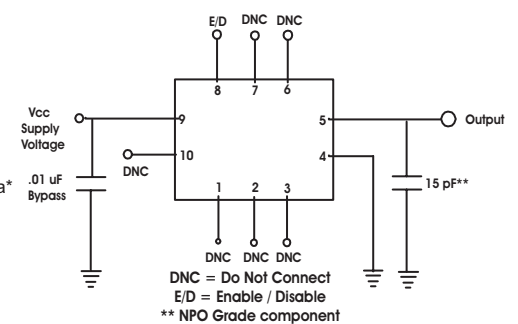 E/D DNC DNC
8 7 6
Vcc
Supply
Voltage
9
5
Output
10
4
DNC
a*
.01 uF
Bypass
15 pF**
1 2 3
DNC DNC DNC
DNC = Do Not Connect
E/D = Enable / Disable
** NPO Grade component